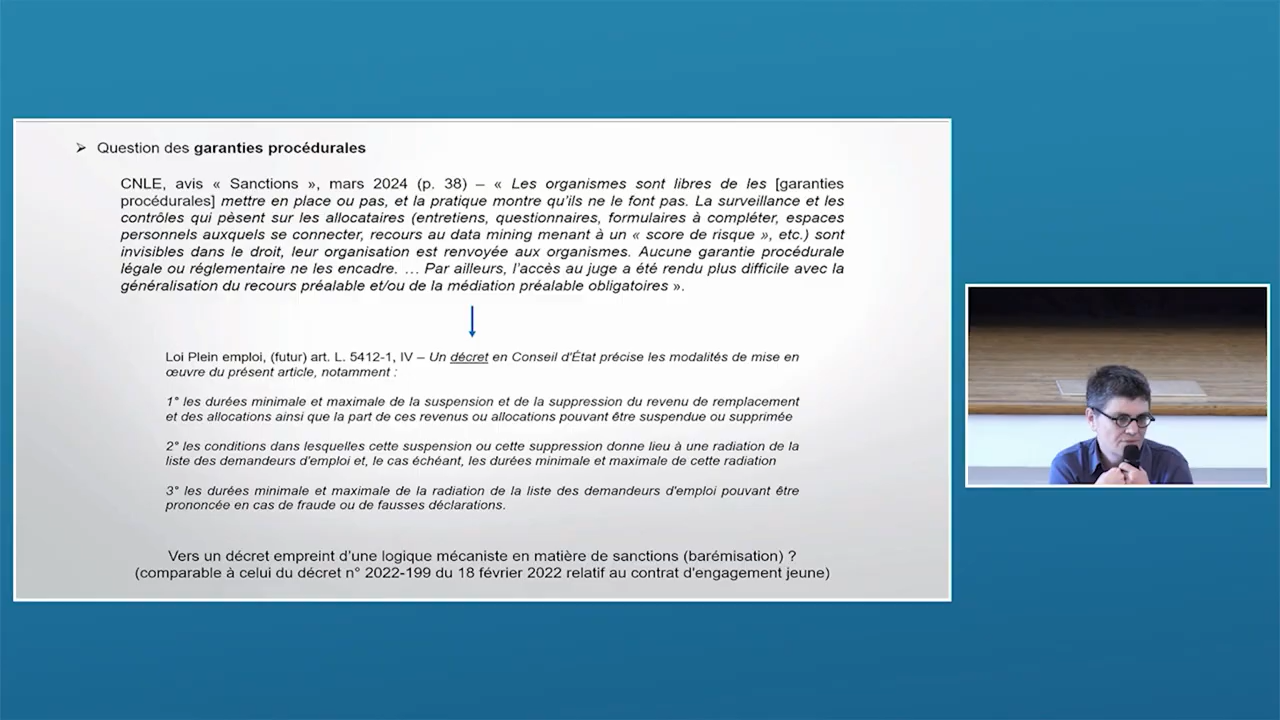 ➢ Question des garanties procédurales
CNLE, avis « Sanctions », mars 2024 (p. 38) – « Les organismes sont libres de les [garanties
procédurales] mettre en place ou pas, et la pratique montre qu'ils ne le font pas. La surveillance et les
contrôles qui pèsent sur les allocataires (entretiens, questionnaires, formulaires à compléter, espaces
personnels auxquels se connecter, recours au data mining menant à un « score de risque », etc.) sont
invisibles dans le droit, leur organisation est renvoyée aux organismes. Aucune garantie procédurale
légale ou réglementaire ne les encadre. … Par ailleurs, l'accès au juge a été rendu plus difficile avec la
généralisation du recours préalable et/ou de la médiation préalable obligatoires ».
Loi Plein emploi, (futur) art. L. 5412-1, IV – Un décret en Conseil d'État précise les modalités de mise en
œuvre du présent article, notamment :
1° les durées minimale et maximale de la suspension et de la suppression du revenu de remplacement
et des allocations ainsi que la part de ces revenus ou allocations pouvant être suspendue ou supprimée
2° les conditions dans lesquelles cette suspension ou cette suppression donne lieu à une radiation de la
liste des demandeurs d'emploi et, le cas échéant, les durées minimale et maximale de cette radiation
3° les durées minimale et maximale de la radiation de la liste des demandeurs d'emploi pouvant être
prononcée en cas de fraude ou de fausses déclarations.
Vers un décret empreint d'une logique mécaniste en matière de sanctions (barémisation) ?
(comparable à celui du décret n° 2022-199 du 18 février 2022 relatif au contrat d'engagement jeune)